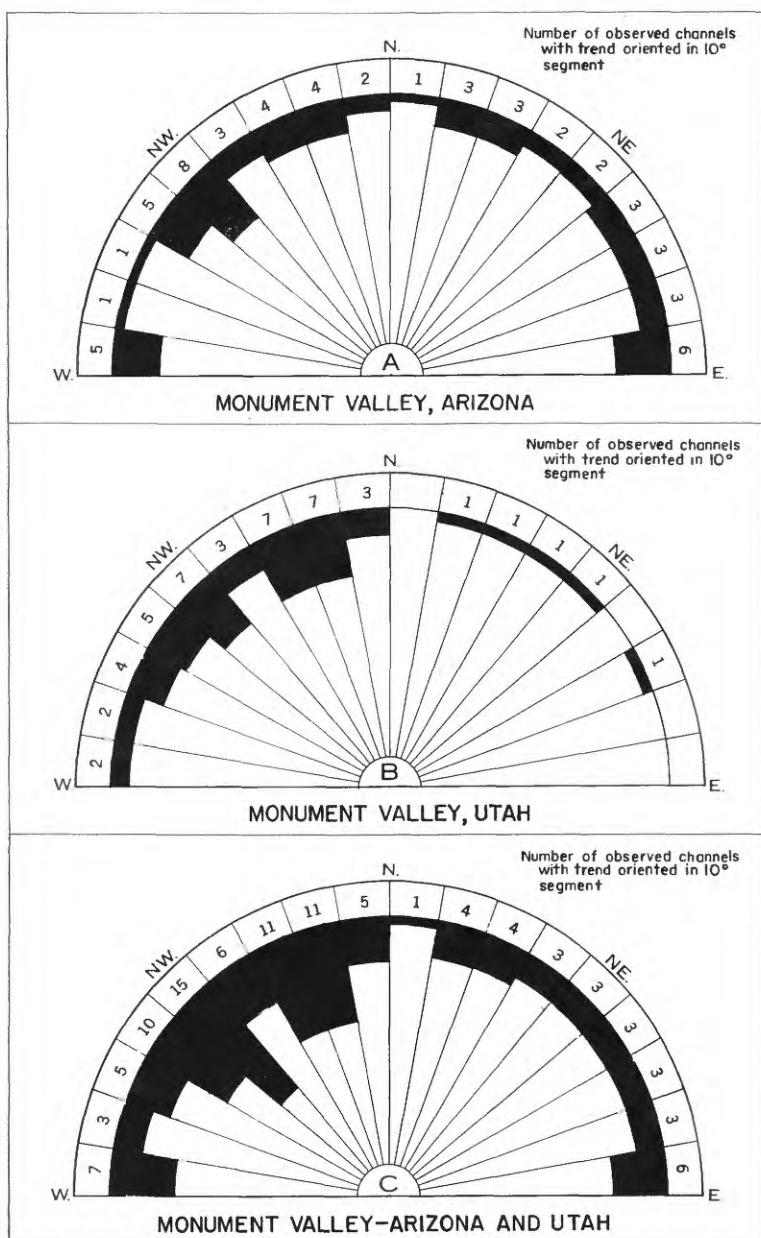 Number of observed channels
with trend oriented in 10°
segment
N.
NW.
NE
W.
E.
5 1 1 5 8 3 4 4 2 1 3 3 2 2 3 3 3 6
A
MONUMENT VALLEY, ARIZONA
Number of observed channels
with trend oriented in 10°
segment
N.
NW.
NE.
W.
E.
2 2 4 5 7 3 7 7 3 1 1 1 1 1
B
MONUMENT VALLEY, UTAH
Number of observed channels
with trend oriented in 10°
segment
N.
NW.
NE.
W.
E.
7 3 5 10 15 6 11 11 5 1 4 4 3 3 3 3 3 6
C
MONUMENT VALLEY–ARIZONA AND UTAH